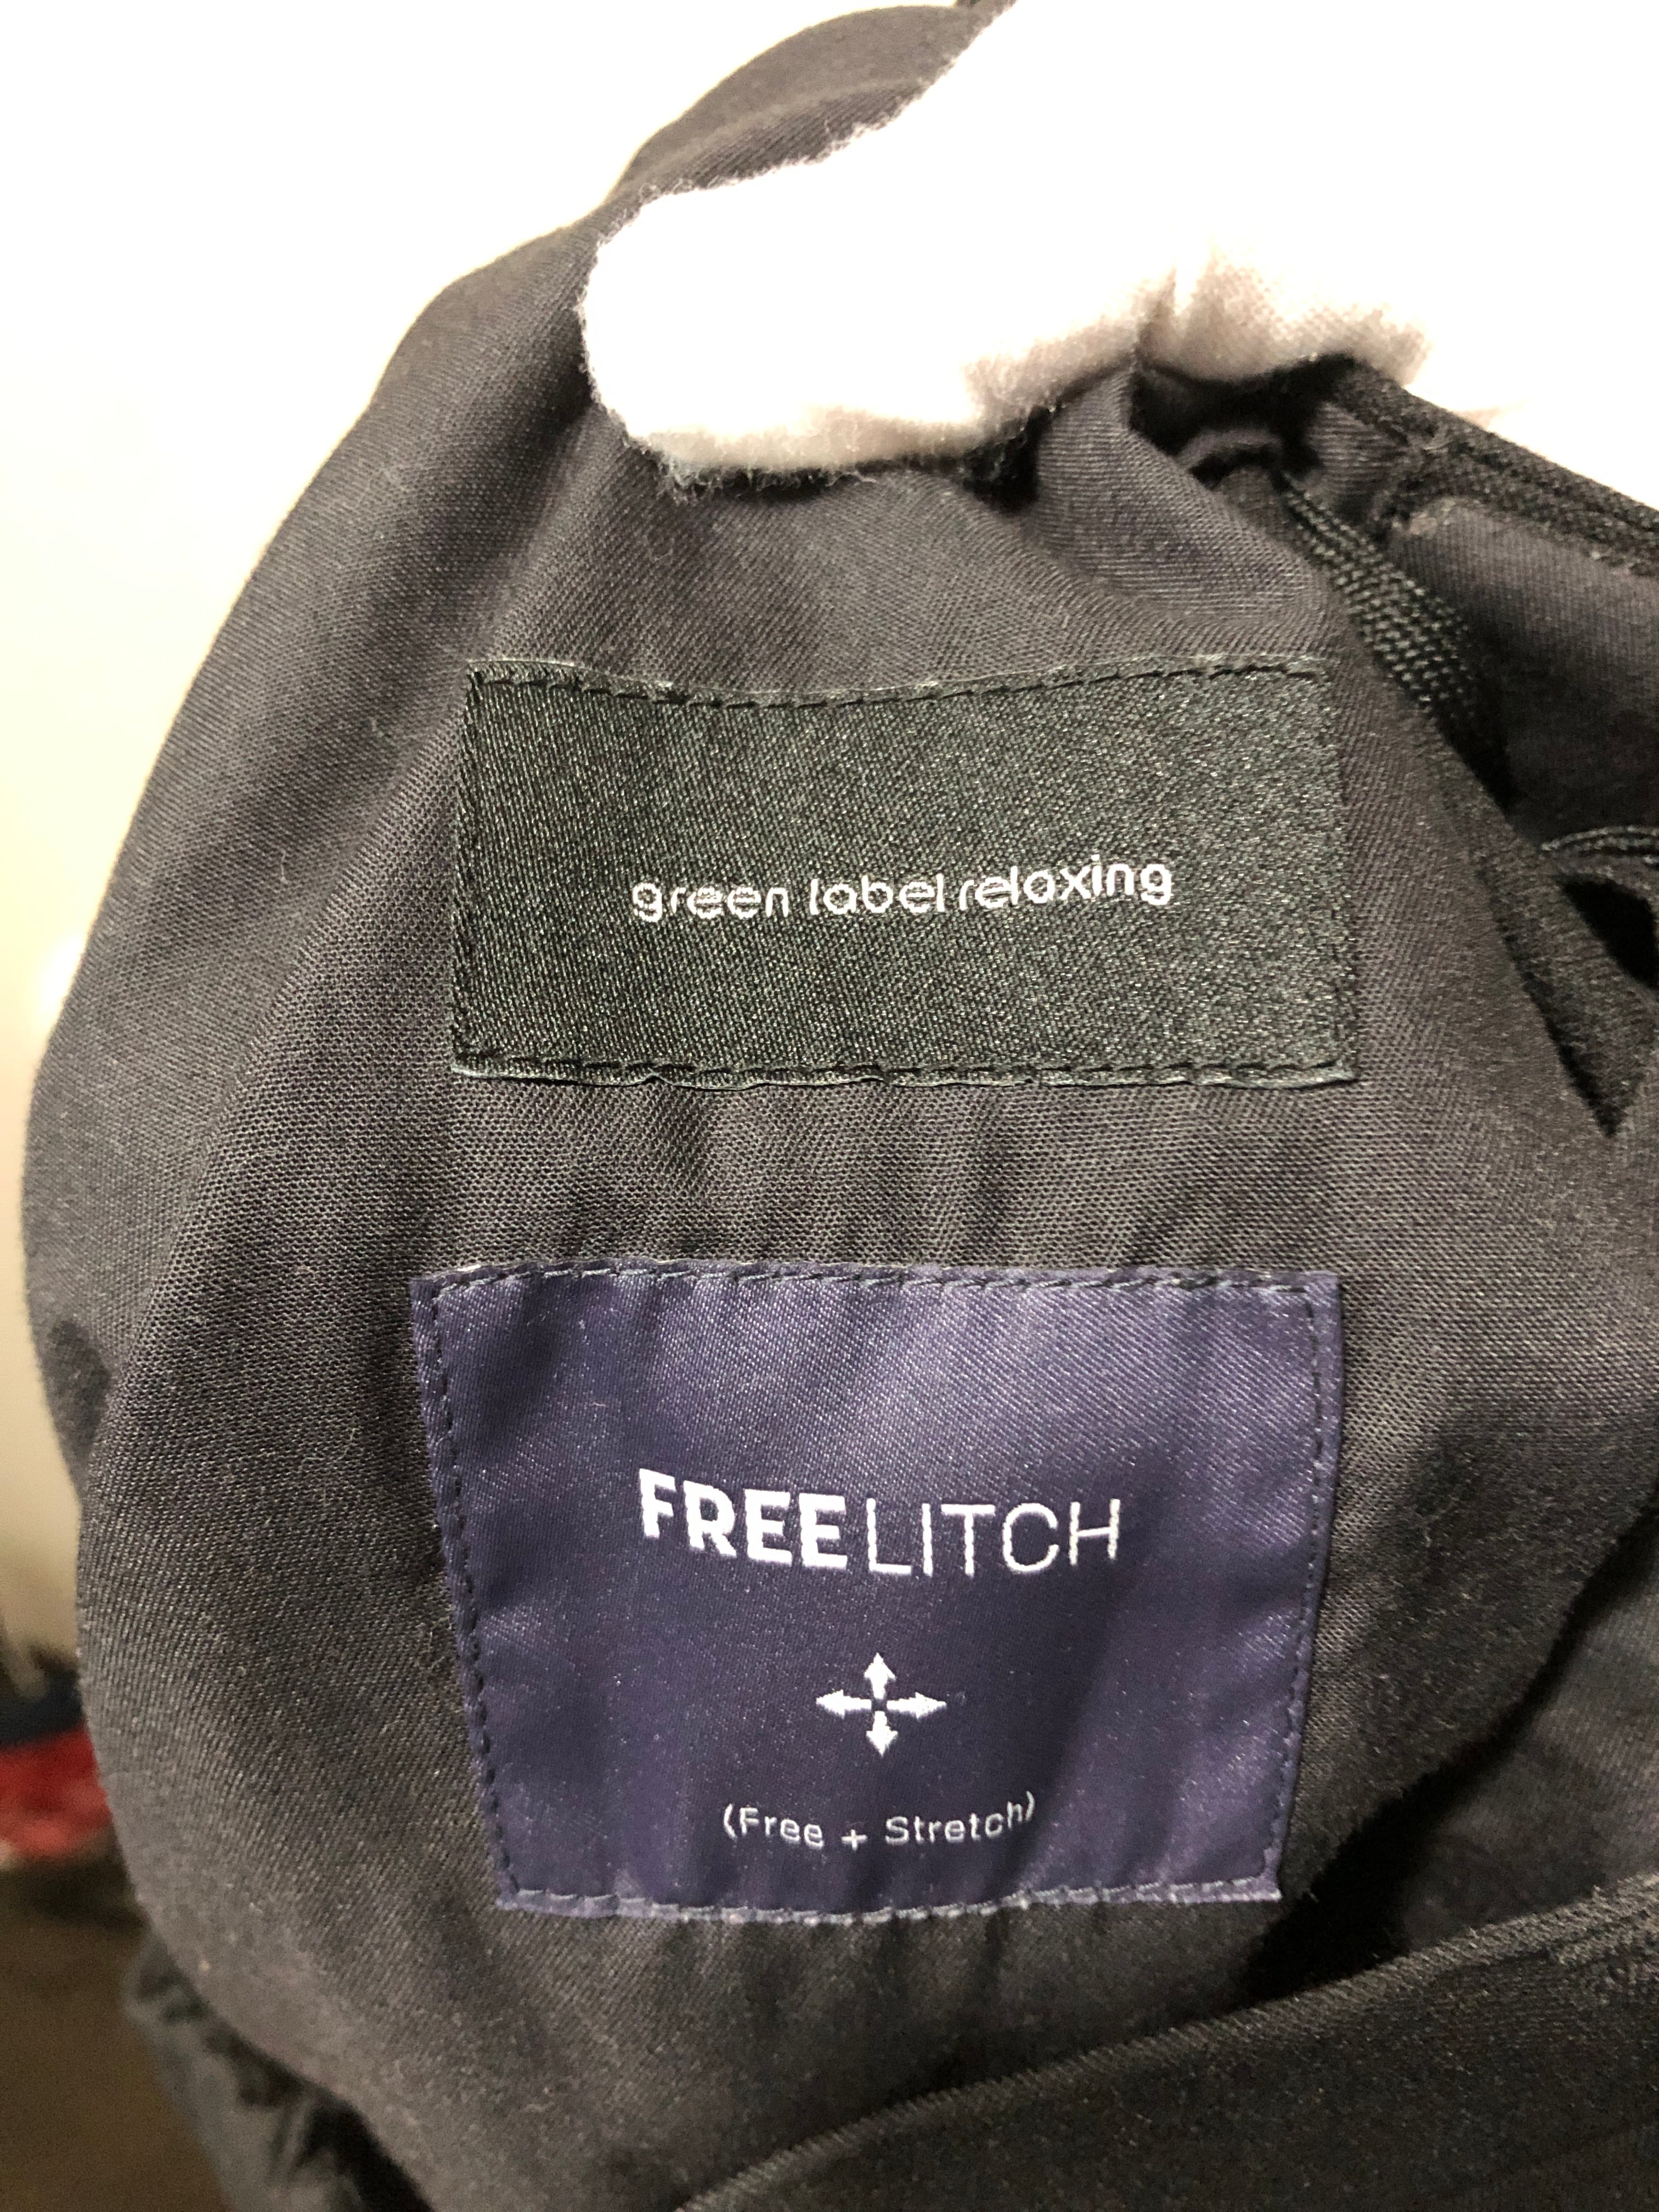 green label relaxing
FREELITCH
(Free + Stretch)